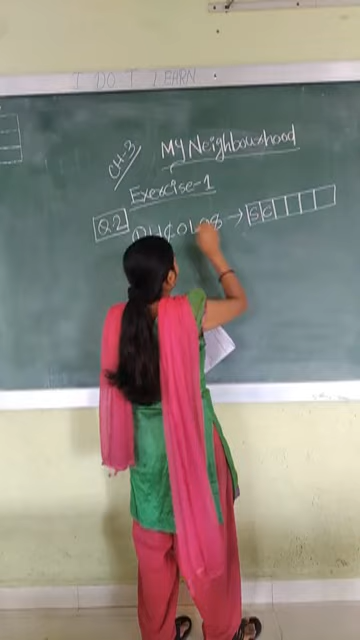 I DO T LEARN
CH-3
My Neighbourhood
Exercise-1
Q.2
→ S C